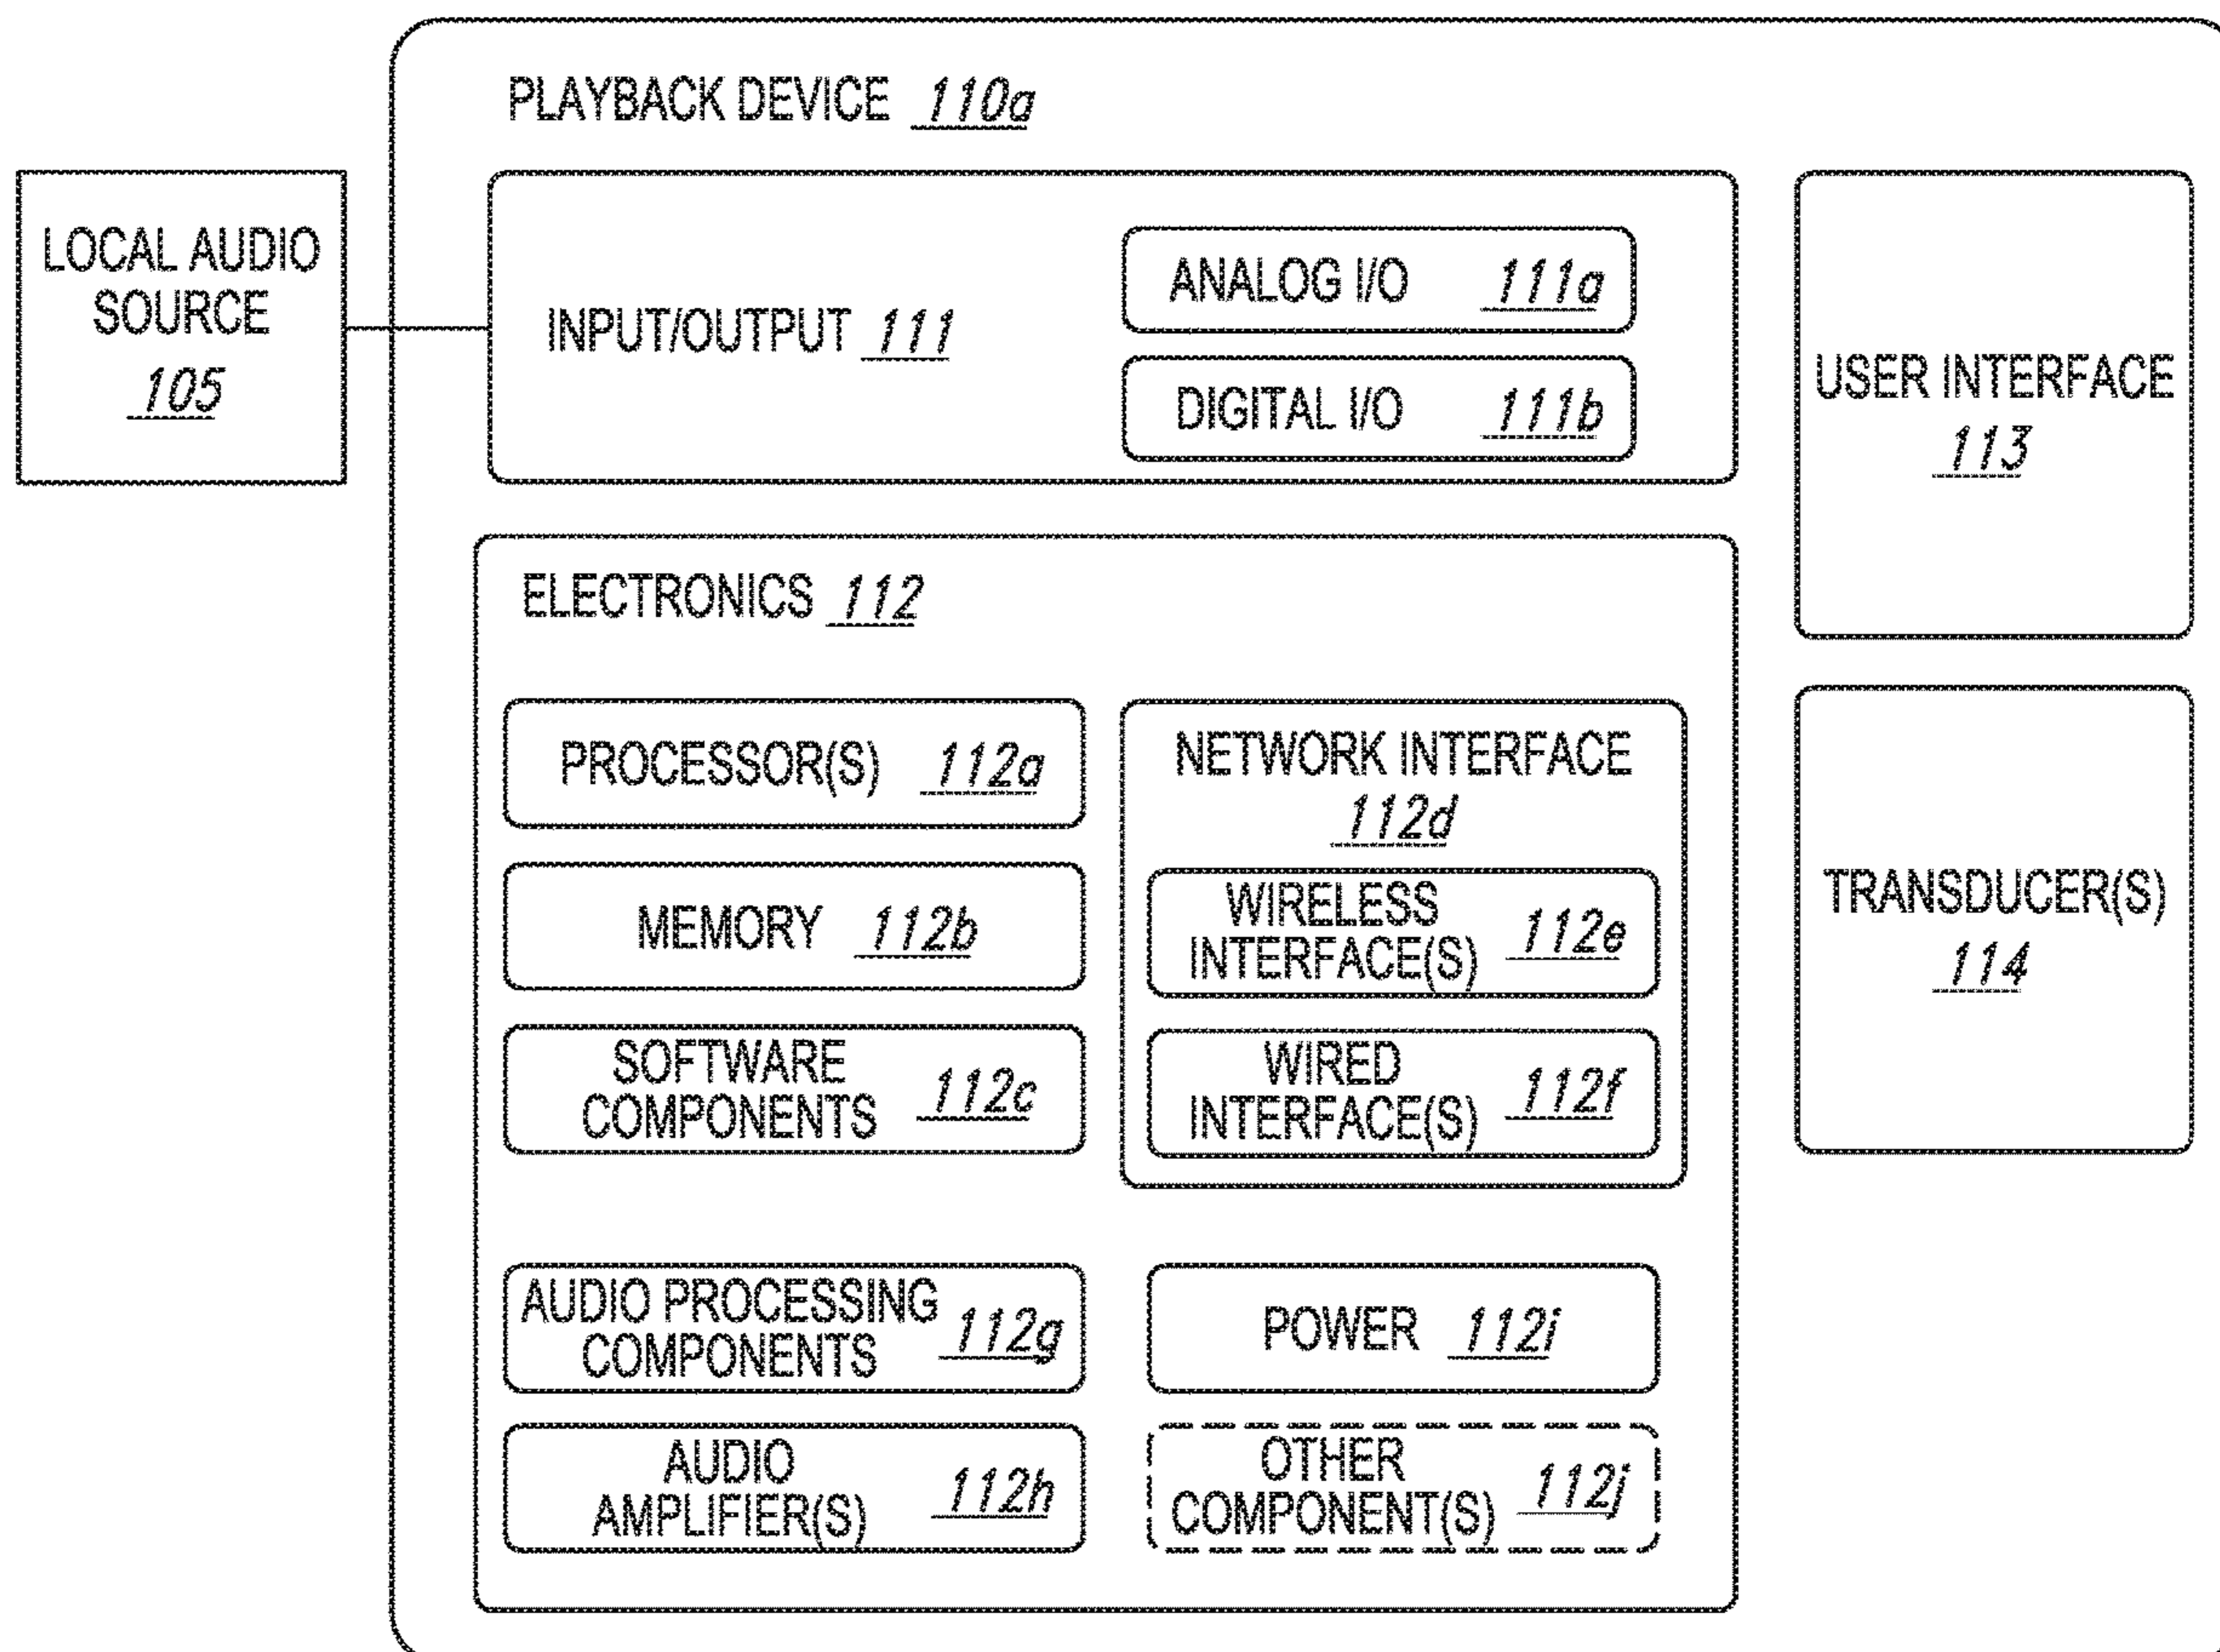 PLAYBACK DEVICE 110a
LOCAL AUDIO
SOURCE
105
INPUT/OUTPUT 111
ANALOG I/O 111a
DIGITAL I/O 111b
USER INTERFACE
113
ELECTRONICS 112
PROCESSOR(S) 112a
MEMORY 112b
SOFTWARE
COMPONENTS 112c
NETWORK INTERFACE
112d
WIRELESS
INTERFACE(S) 112e
WIRED
INTERFACE(S) 112f
TRANSDUCER(S)
114
AUDIO PROCESSING
COMPONENTS 112g
POWER 112i
AUDIO
AMPLIFIER(S) 112h
OTHER
COMPONENT(S) 112j